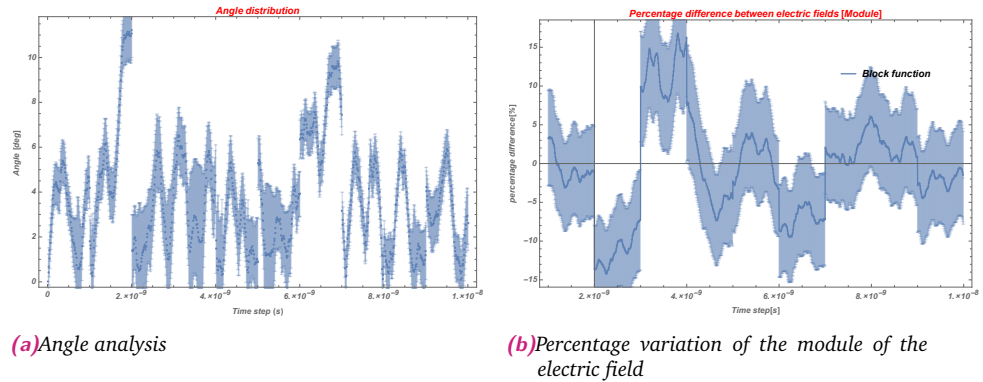 Angle distribution
Angle [deg]
10
8
6
4
2
0
0
2.×10⁻⁹
4.×10⁻⁹
6.×10⁻⁹
8.×10⁻⁹
1.×10⁻⁸
Time step (s)
(a)Angle analysis
Percentage difference between electric fields [Module]
percentage difference[%]
15
10
5
0
-5
-10
-15
Block function
2.×10⁻⁹
4.×10⁻⁹
6.×10⁻⁹
8.×10⁻⁹
1.×10⁻⁸
Time step[s]
(b)Percentage variation of the module of the
electric field